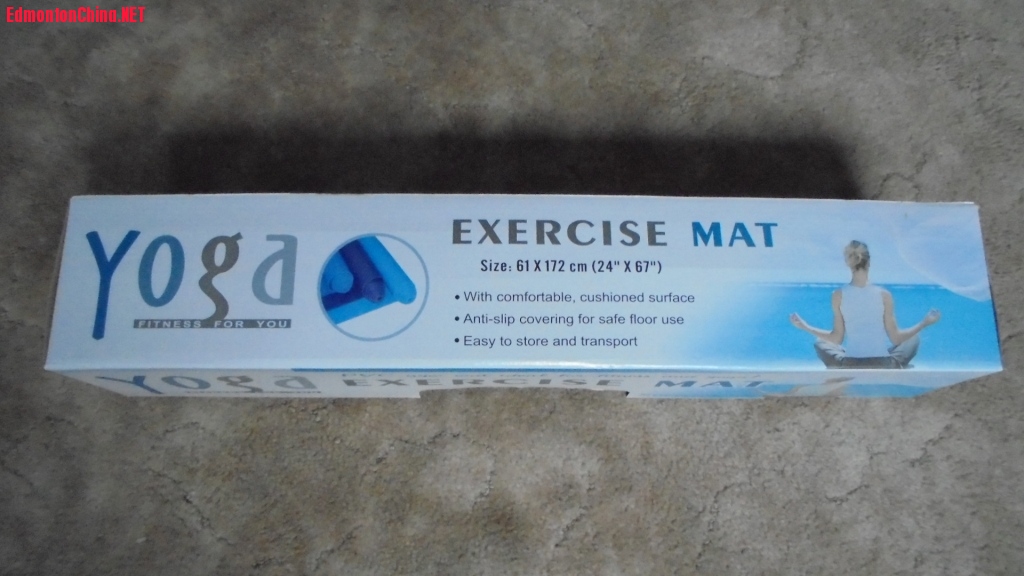 EdmontonChina.NET
Yoga
FITNESS FOR YOU
EXERCISE MAT
Size: 61 X 172 cm (24" X 67")
• With comfortable, cushioned surface
• Anti-slip covering for safe floor use
• Easy to store and transport
Yoga EXERCISE MAT